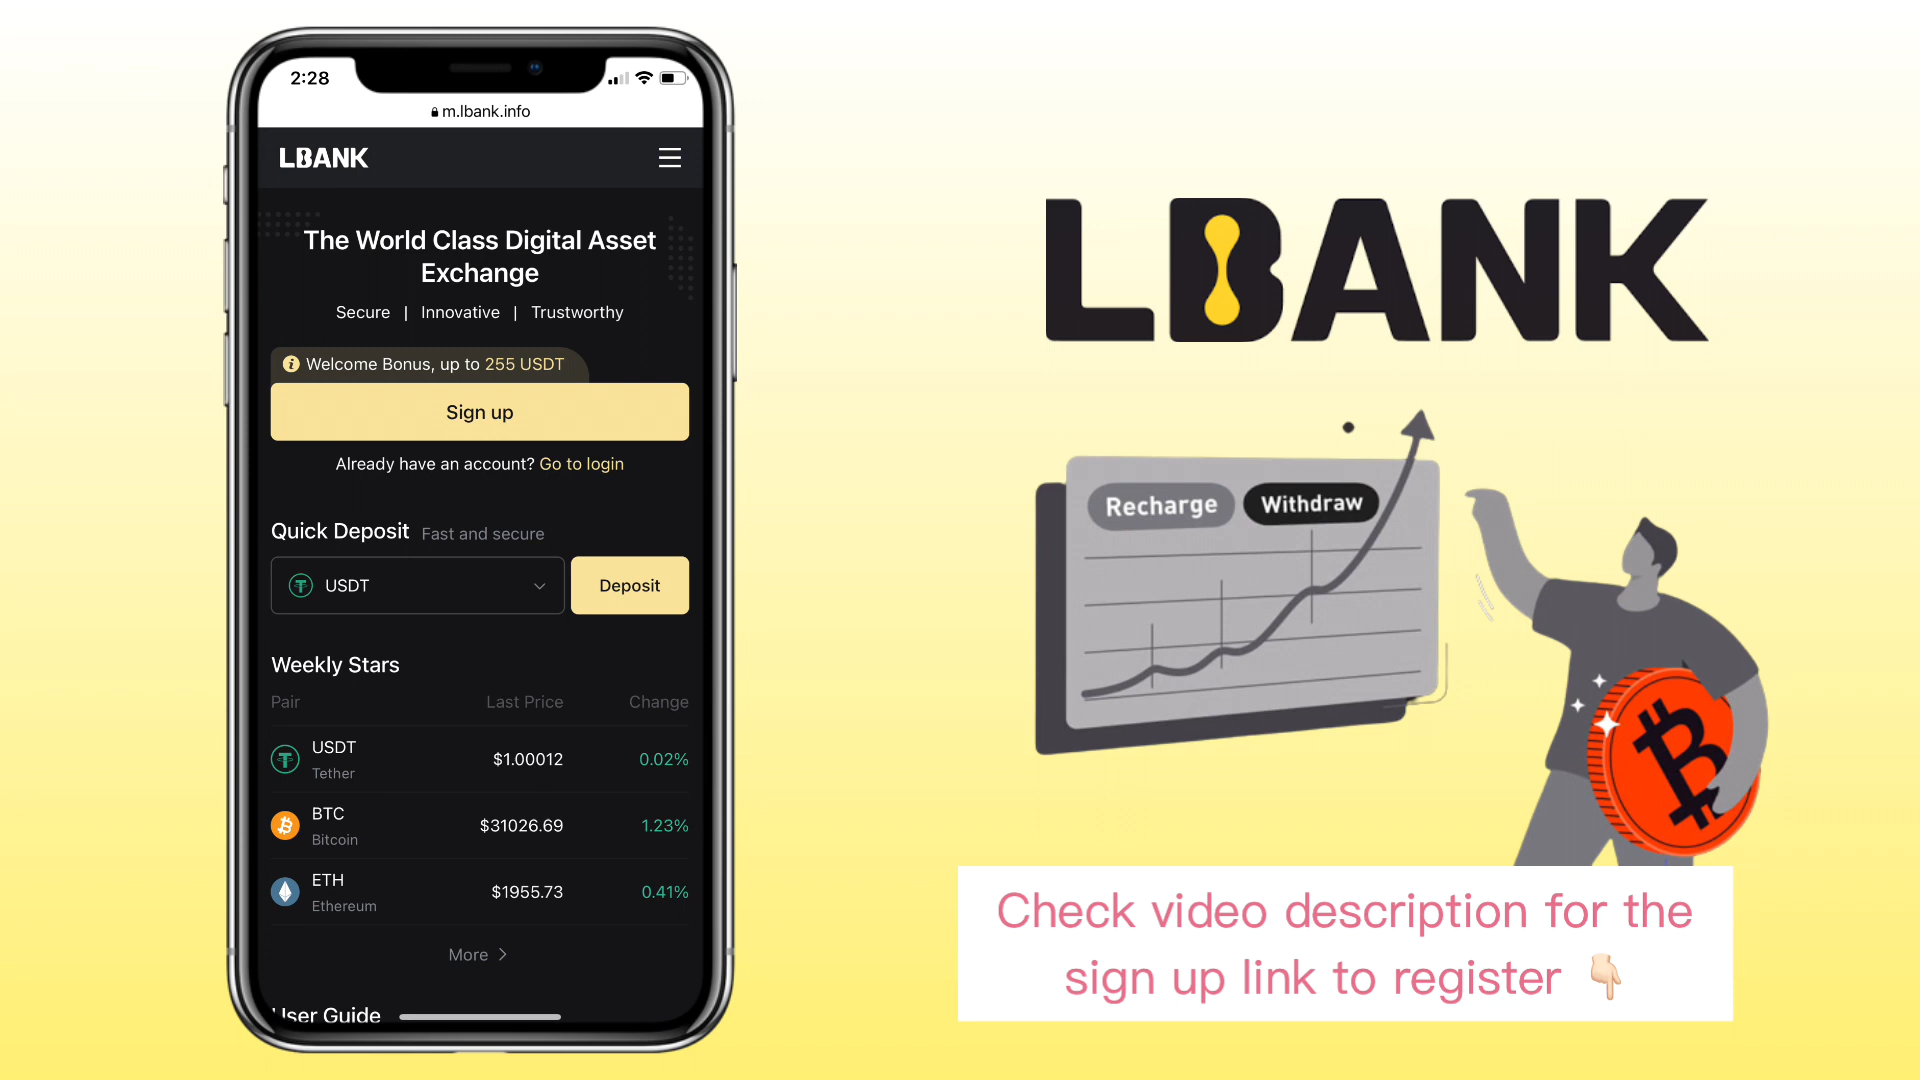 2:28
m.lbank.info
LBANK
The World Class Digital Asset
Exchange
Secure | Innovative | Trustworthy
Welcome Bonus, up to 255 USDT
Sign up
Already have an account? Go to login
Quick Deposit Fast and secure
USDT
Deposit
Weekly Stars
Pair Last Price Change
USDT
Tether
$1.00012 0.02%
BTC
Bitcoin
$31026.69 1.23%
ETH
Ethereum
$1955.73 0.41%
More
User Guide
LBANK
Recharge
Withdraw
Check video description for the
sign up link to register 👇🏻